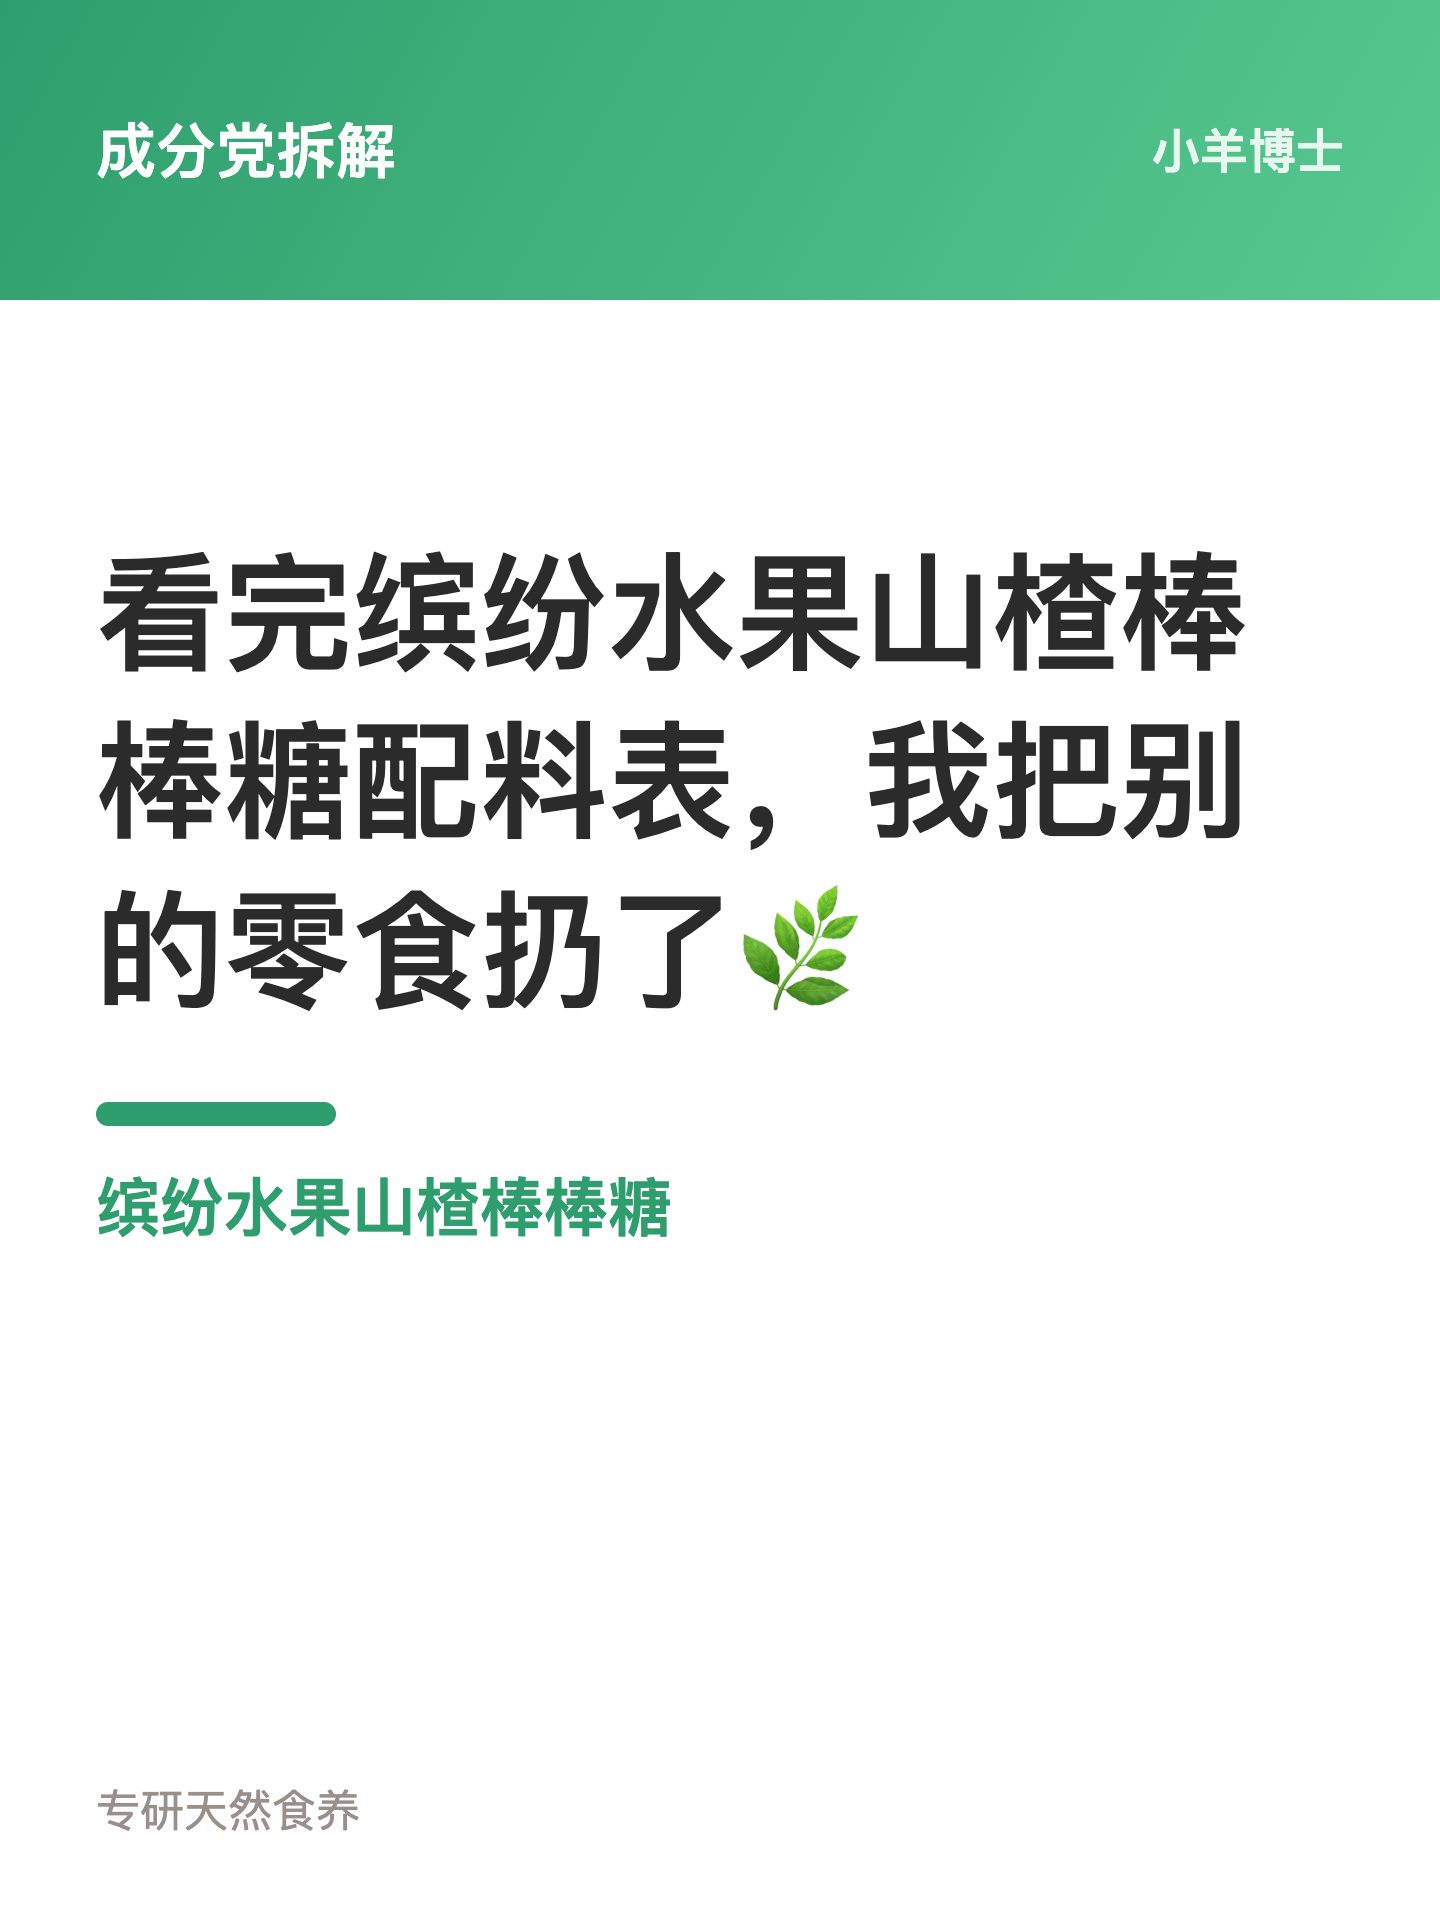 成分党拆解
小羊博士
看完缤纷水果山楂棒
棒糖配料表，我把别
的零食扔了🌿
缤纷水果山楂棒棒糖
专研天然食养